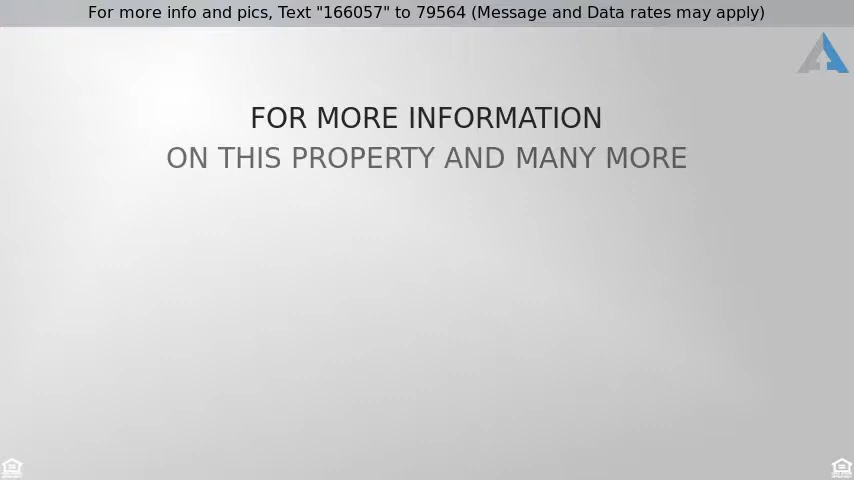 For more info and pics, Text "166057" to 79564 (Message and Data rates may apply)
FOR MORE INFORMATION
ON THIS PROPERTY AND MANY MORE